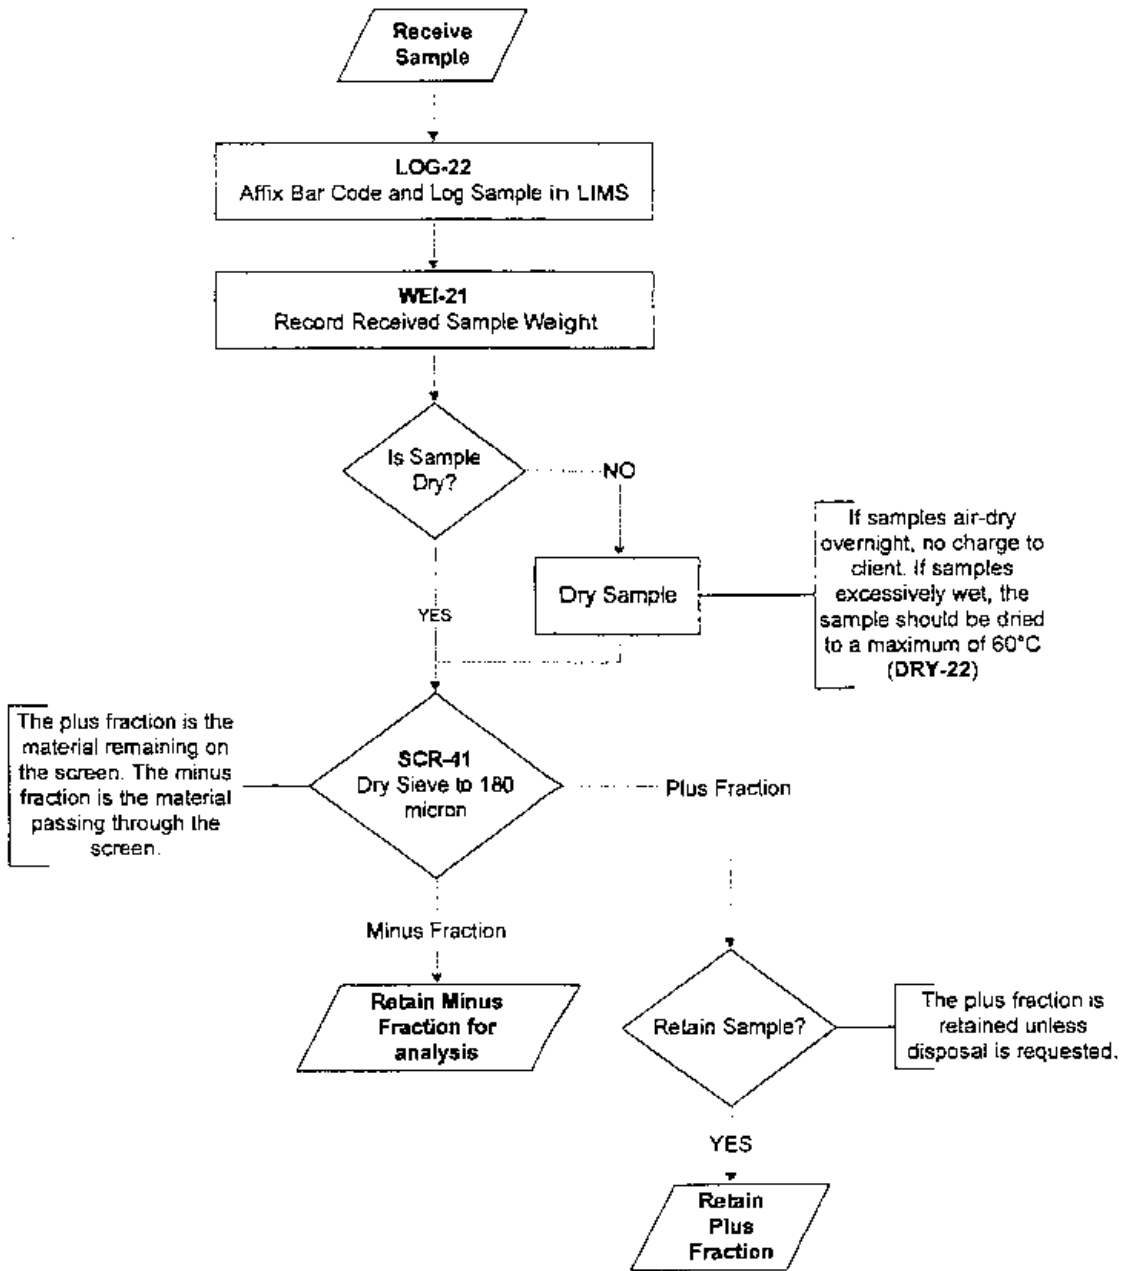 Receive
Sample
LOG-22
Affix Bar Code and Log Sample in LIMS
WEI-21
Record Received Sample Weight
Is Sample
Dry?
NO
If samples air-dry
overnight, no charge to
client. If samples
excessively wet, the
sample should be dried
to a maximum of 60°C
(DRY-22)
Dry Sample
YES
The plus fraction is the
material remaining on
the screen. The minus
fraction is the material
passing through the
screen.
SCR-41
Dry Sieve to 180
micron
Plus Fraction
Minus Fraction
Retain Minus
Fraction for
analysis
Retain Sample?
The plus fraction is
retained unless
disposal is requested.
YES
Retain
Plus
Fraction